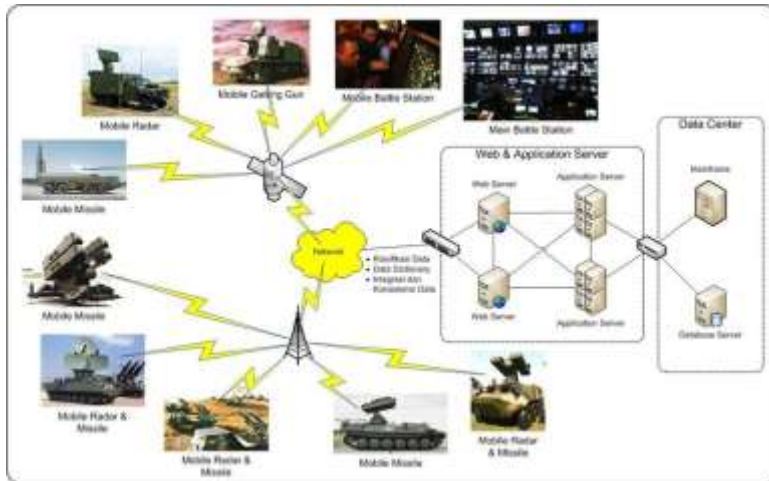 Mobile Radar
Mobile Gatling Gun
Mobile Battle Station
Main Battle Station
Data Center
Web & Application Server
Mainframe
Web Server
Application Server
Mobile Missile
Network
• Klasifikasi Data
• Data Dictionary
• Integritas dan
Konsistensi Data
Web Server
Application Server
Database Server
Mobile Missile
Mobile Radar &
Missile
Mobile Radar &
Missile
Mobile Missile
Mobile Radar
& Missile